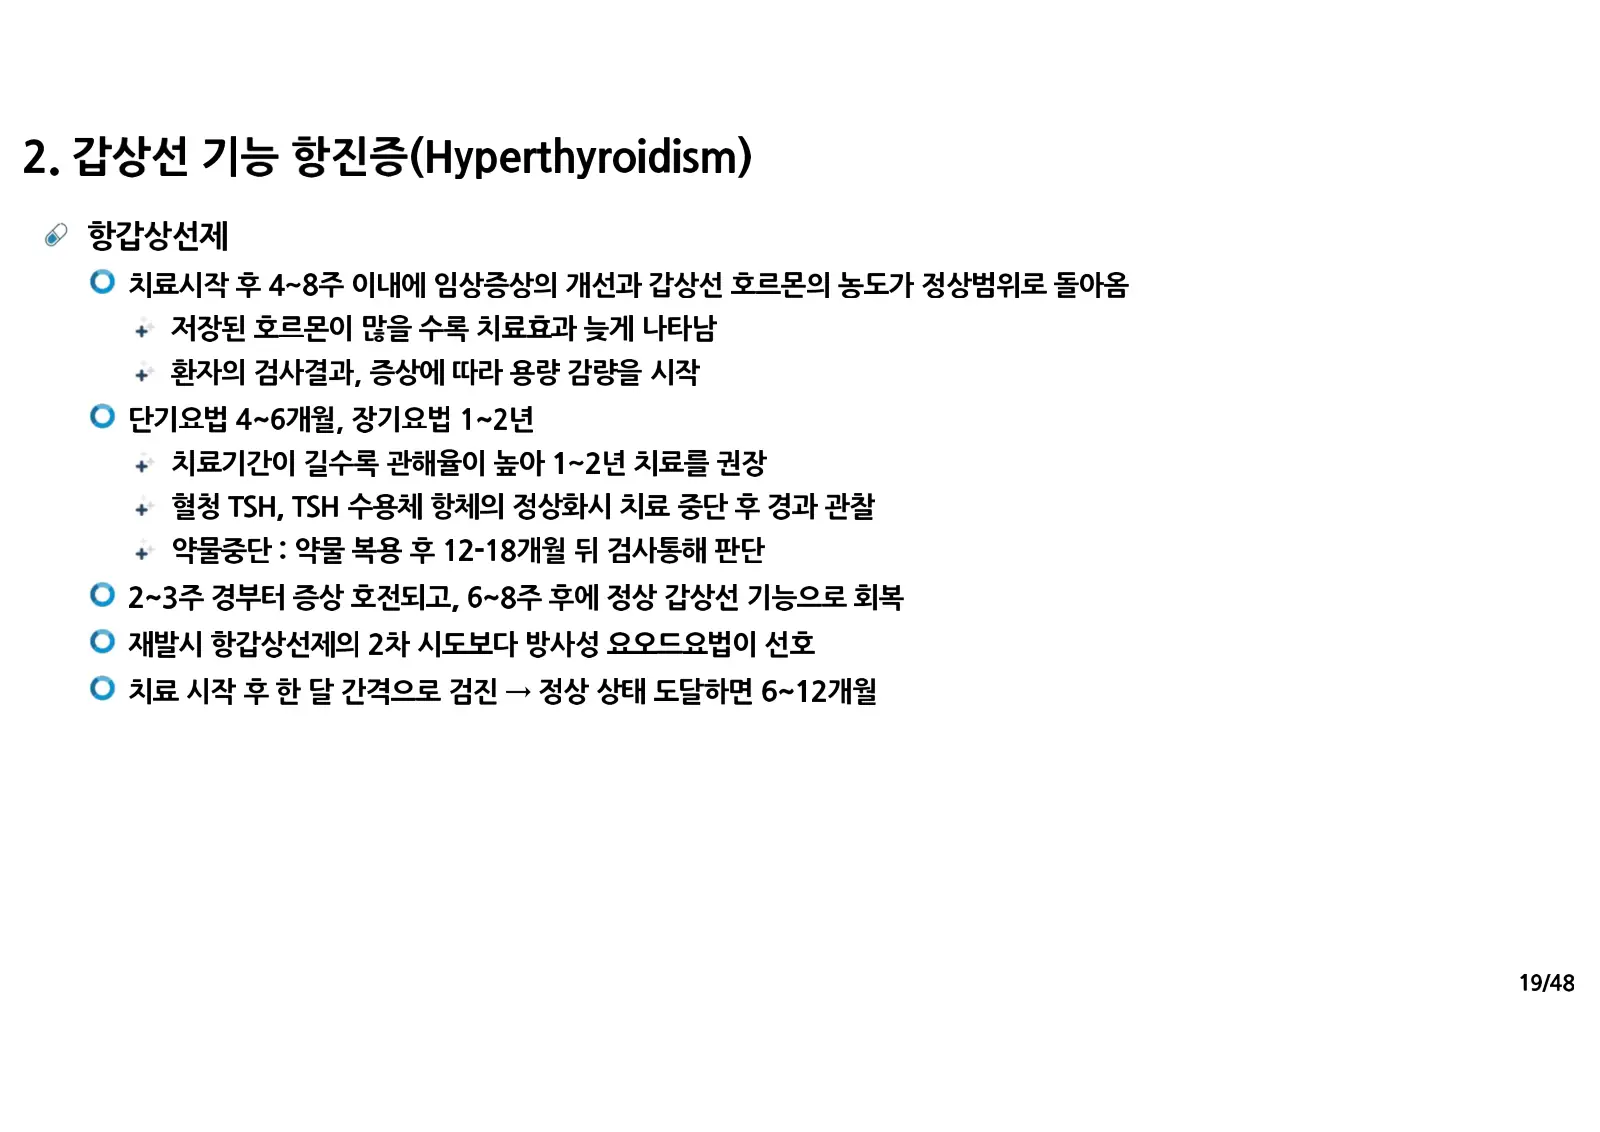 2. 갑상선 기능 항진증(Hyperthyroidism)
항갑상선제
치료시작 후 4~8주 이내에 임상증상의 개선과 갑상선 호르몬의 농도가 정상범위로 돌아옴
저장된 호르몬이 많을 수록 치료효과 늦게 나타남
환자의 검사결과, 증상에 따라 용량 감량을 시작
단기요법 4~6개월, 장기요법 1~2년
치료기간이 길수록 관해율이 높아 1~2년 치료를 권장
혈청 TSH, TSH 수용체 항체의 정상화시 치료 중단 후 경과 관찰
약물중단 : 약물 복용 후 12-18개월 뒤 검사통해 판단
2~3주 경부터 증상 호전되고, 6~8주 후에 정상 갑상선 기능으로 회복
재발시 항갑상선제의 2차 시도보다 방사성 요오드요법이 선호
치료 시작 후 한 달 간격으로 검진 → 정상 상태 도달하면 6~12개월
19/48